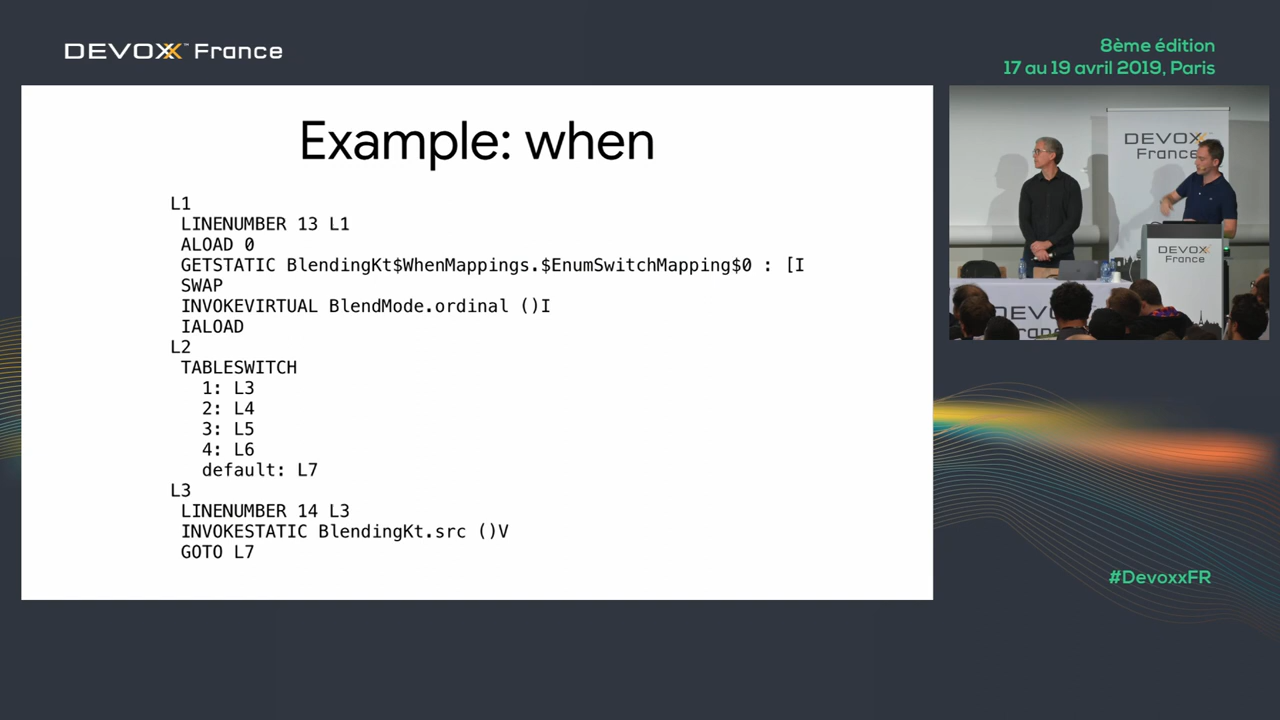 DEVOXX™ France
8ème édition
17 au 19 avril 2019, Paris
Example: when
L1
LINENUMBER 13 L1
ALOAD 0
GETSTATIC BlendingKt$WhenMappings.$EnumSwitchMapping$0 : [I
SWAP
INVOKEVIRTUAL BlendMode.ordinal ()I
IALOAD
L2
TABLESWITCH
1: L3
2: L4
3: L5
4: L6
default: L7
L3
LINENUMBER 14 L3
INVOKESTATIC BlendingKt.src ()V
GOTO L7
DEVOXX
France
DEVOXX
France
DEVOXX
#DevoxxFR